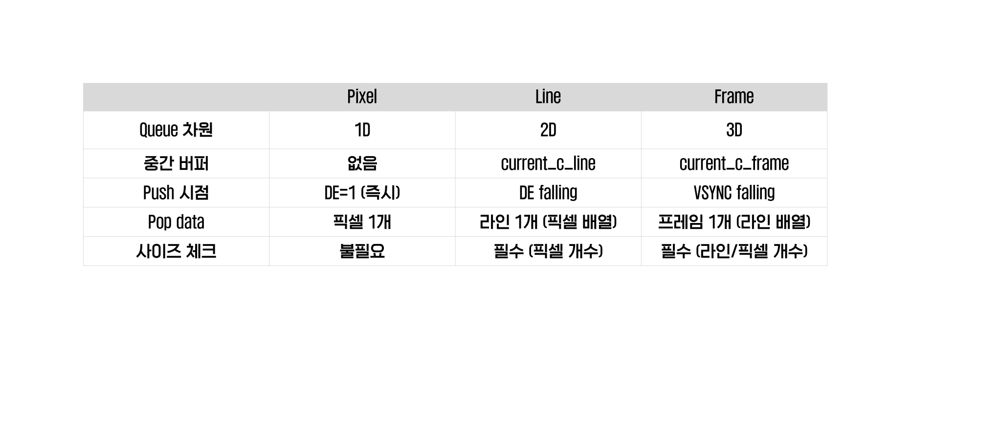 Pixel Line Frame
Queue 차원 1D 2D 3D
중간 버퍼 없음 current_c_line current_c_frame
Push 시점 DE=1 (즉시) DE falling VSYNC falling
Pop data 픽셀 1개 라인 1개 (픽셀 배열) 프레임 1개 (라인 배열)
사이즈 체크 불필요 필수 (픽셀 개수) 필수 (라인/픽셀 개수)